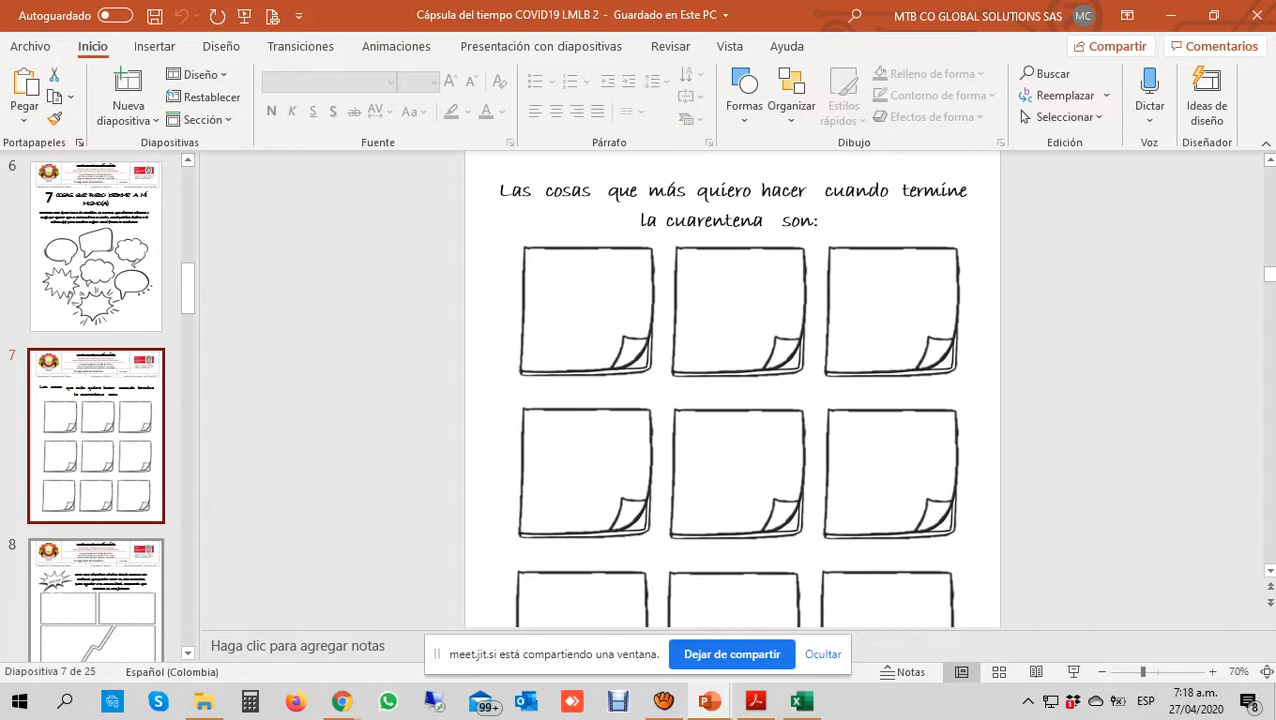 Autoguardado
Cápsula del tiempo COVID19 LMLB 2 - Guardado en Este PC
MTB CO GLOBAL SOLUTIONS SAS
MC
Archivo
Inicio
Insertar
Diseño
Transiciones
Animaciones
Presentación con diapositivas
Revisar
Vista
Ayuda
Compartir
Comentarios
Pegar
Nueva diapositiva
Diseño
Restablecer
Sección
N K S S ab AV Aa A
Formas
Organizar
Estilos rápidos
Relleno de forma
Contorno de forma
Efectos de forma
Buscar
Reemplazar
Seleccionar
Dictar
Ideas de diseño
Portapapeles
Diapositivas
Fuente
Párrafo
Dibujo
Edición
Voz
Diseñador
6
7
8
Las cosas que más quiero hacer cuando termine
la cuarentena son:
Haga clic para agregar notas
meet.jit.si está compartiendo una ventana.
Dejar de compartir
Ocultar
Diapositiva 7 de 25
Español (Colombia)
Notas
70%
99+
ESP
7:18 a.m.
27/04/2020
8